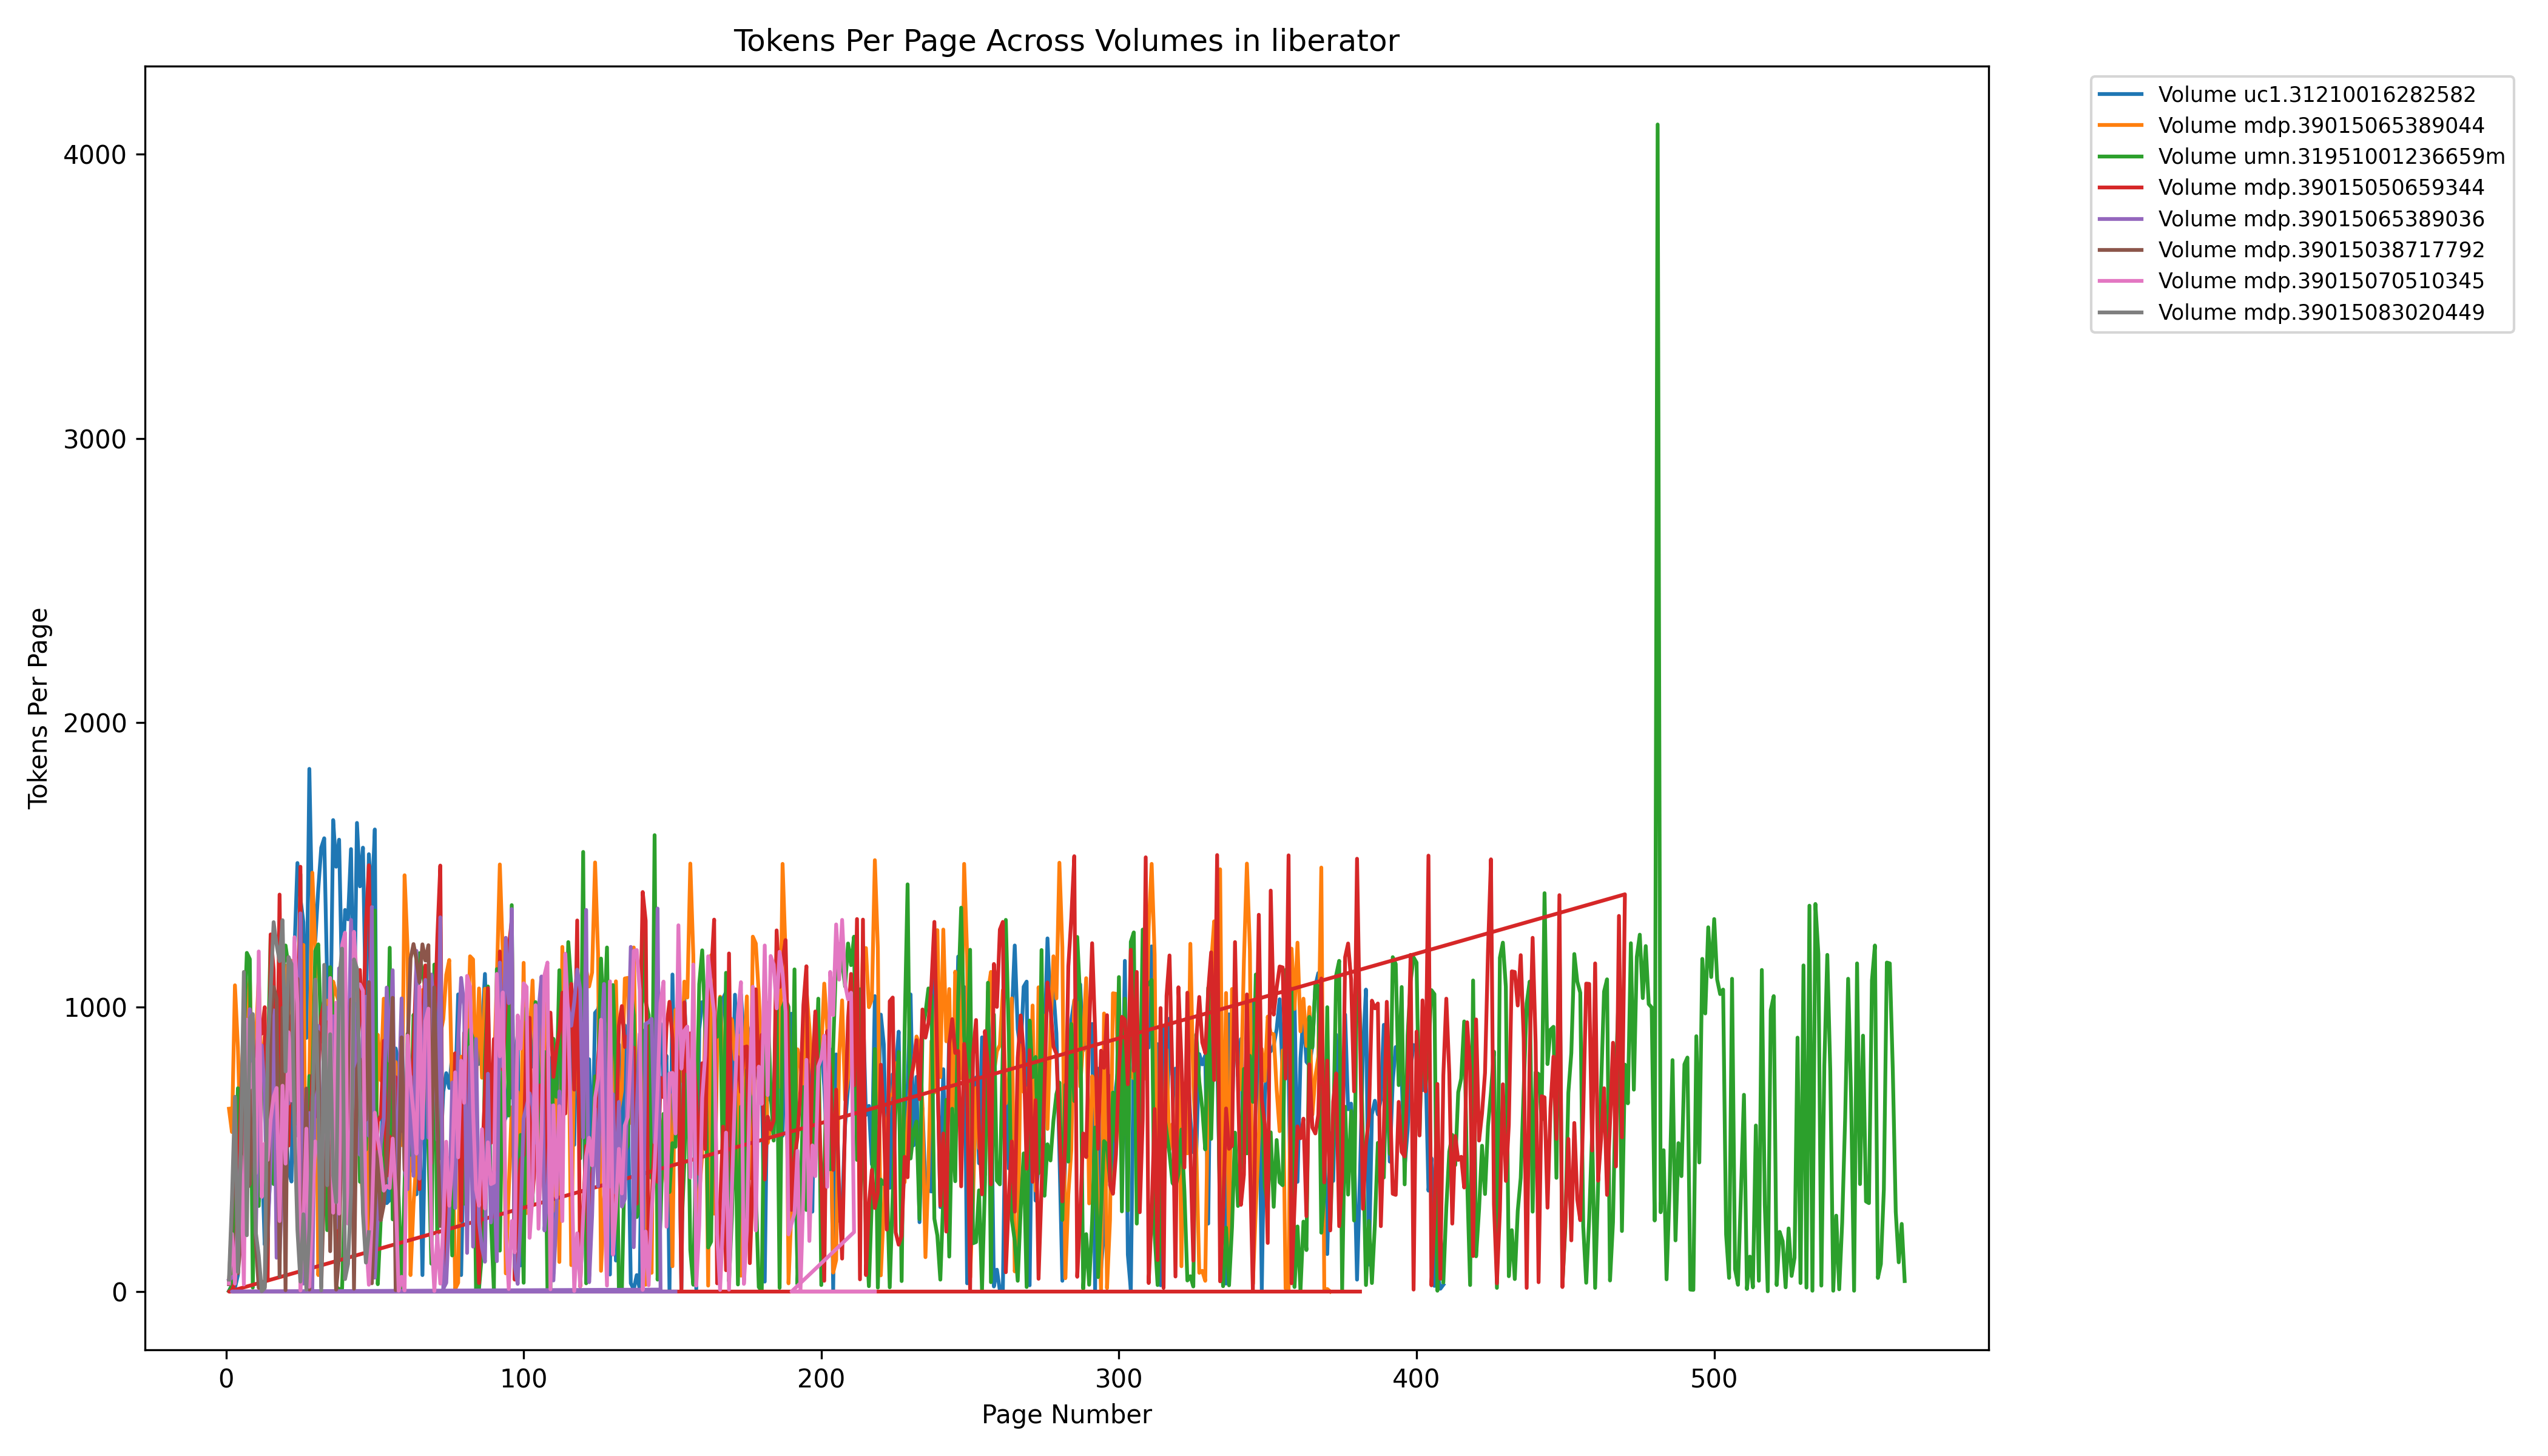 Tokens Per Page Across Volumes in liberator
Volume uc1.31210016282582
Volume mdp.39015065389044
Volume umn.31951001236659m
Volume mdp.39015050659344
Volume mdp.39015065389036
Volume mdp.39015038717792
Volume mdp.39015070510345
Volume mdp.39015083020449
Tokens Per Page
4000
3000
2000
1000
0
0 100 200 300 400 500
Page Number